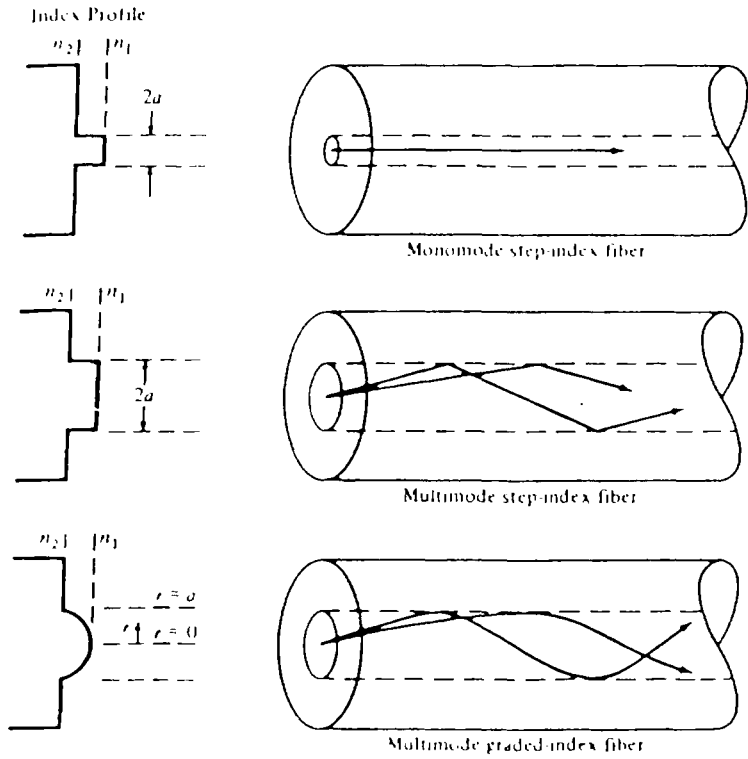 Index Profile
n₂ n₁
2a
Monomode step-index fiber
n₂ n₁
2a
Multimode step-index fiber
n₂ n₁
r = a
r r = 0
Multimode graded-index fiber